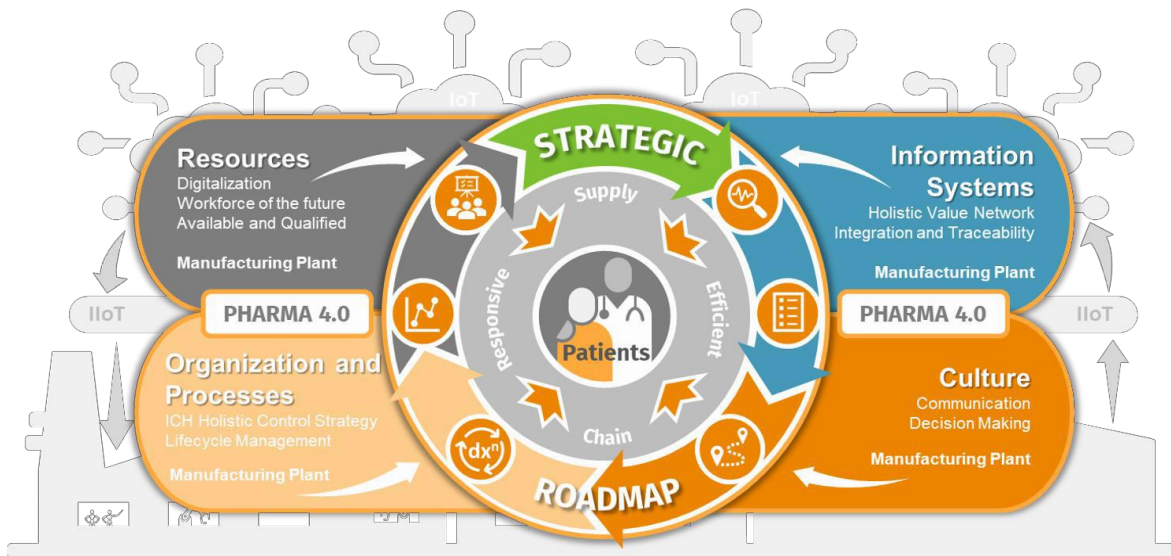 IoT
IoT
Resources
Digitalization
Workforce of the future
Available and Qualified
Manufacturing Plant
STRATEGIC
Information
Systems
Holistic Value Network
Integration and Traceability
Manufacturing Plant
Supply
Responsive
Efficient
Chain
Patients
IIoT
PHARMA 4.0
PHARMA 4.0
IIoT
Organization and
Processes
ICH Holistic Control Strategy
Lifecycle Management
Manufacturing Plant
dxⁿ
ROADMAP
Culture
Communication
Decision Making
Manufacturing Plant